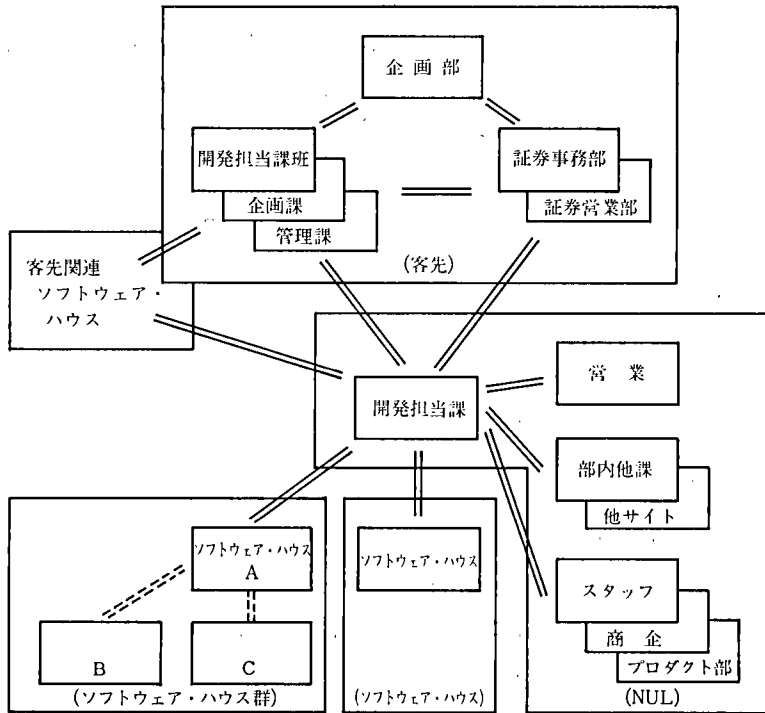 企画部
開発担当課班
企画課
管理課
証券事務部
証券営業部
(客先)
客先関連
ソフトウェア・
ハウス
開発担当課
営業
部内他課
他サイト
スタッフ
商企
プロダクト部
(NUL)
ソフトウェア・ハウス
A
B
C
(ソフトウェア・ハウス群)
ソフトウェア・ハウス
(ソフトウェア・ハウス)